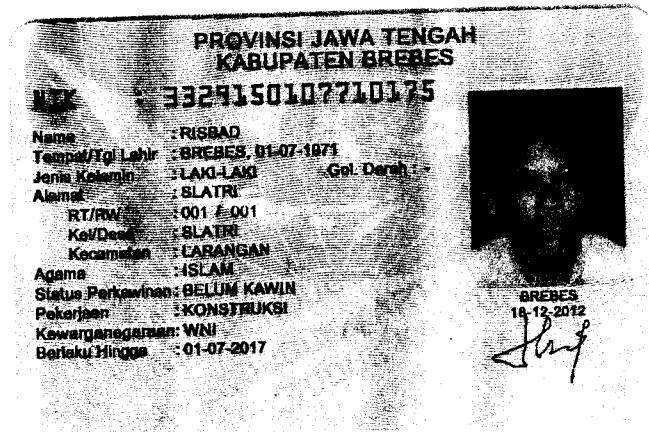 PROVINSI JAWA TENGAH
KABUPATEN BREBES
NIK : 3329150107710175
Nama : RISBAD
Tempat/Tgl Lahir : BREBES, 01-07-1971
Jenis Kelamin : LAKI-LAKI Gol. Darah : -
Alamat : SLATRI
RT/RW : 001 / 001
Kel/Desa : SLATRI
Kecamatan : LARANGAN
Agama : ISLAM
Status Perkawinan: BELUM KAWIN
Pekerjaan : KONSTRUKSI
Kewarganegaraan: WNI
Berlaku Hingga : 01-07-2017
BREBES
18-12-2012